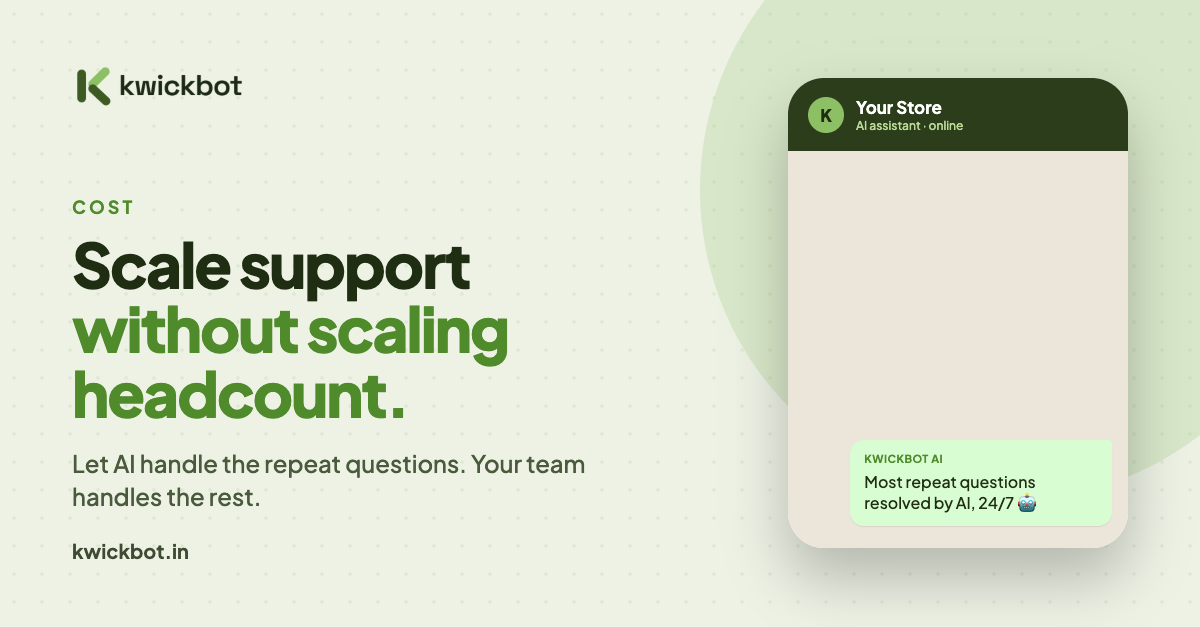 kwickbot
COST
Scale support
without scaling
headcount.
Let AI handle the repeat questions. Your team
handles the rest.
kwickbot.in
K
Your Store
AI assistant · online
KWICKBOT AI
Most repeat questions
resolved by AI, 24/7 🤖